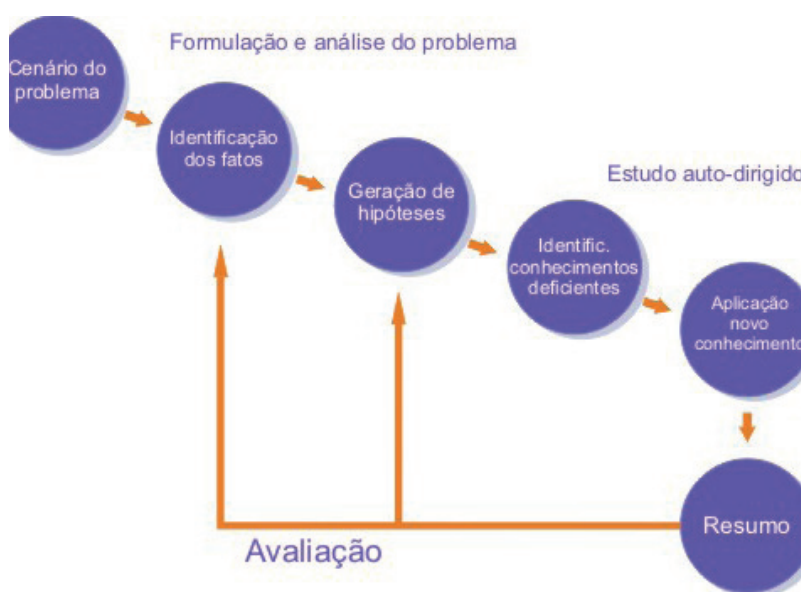 Formulação e análise do problema
Cenário do
problema
Identificação
dos fatos
Geração de
hipóteses
Estudo auto-dirigido
Identific.
conhecimentos
deficientes
Aplicação
novo
conhecimento
Resumo
Avaliação